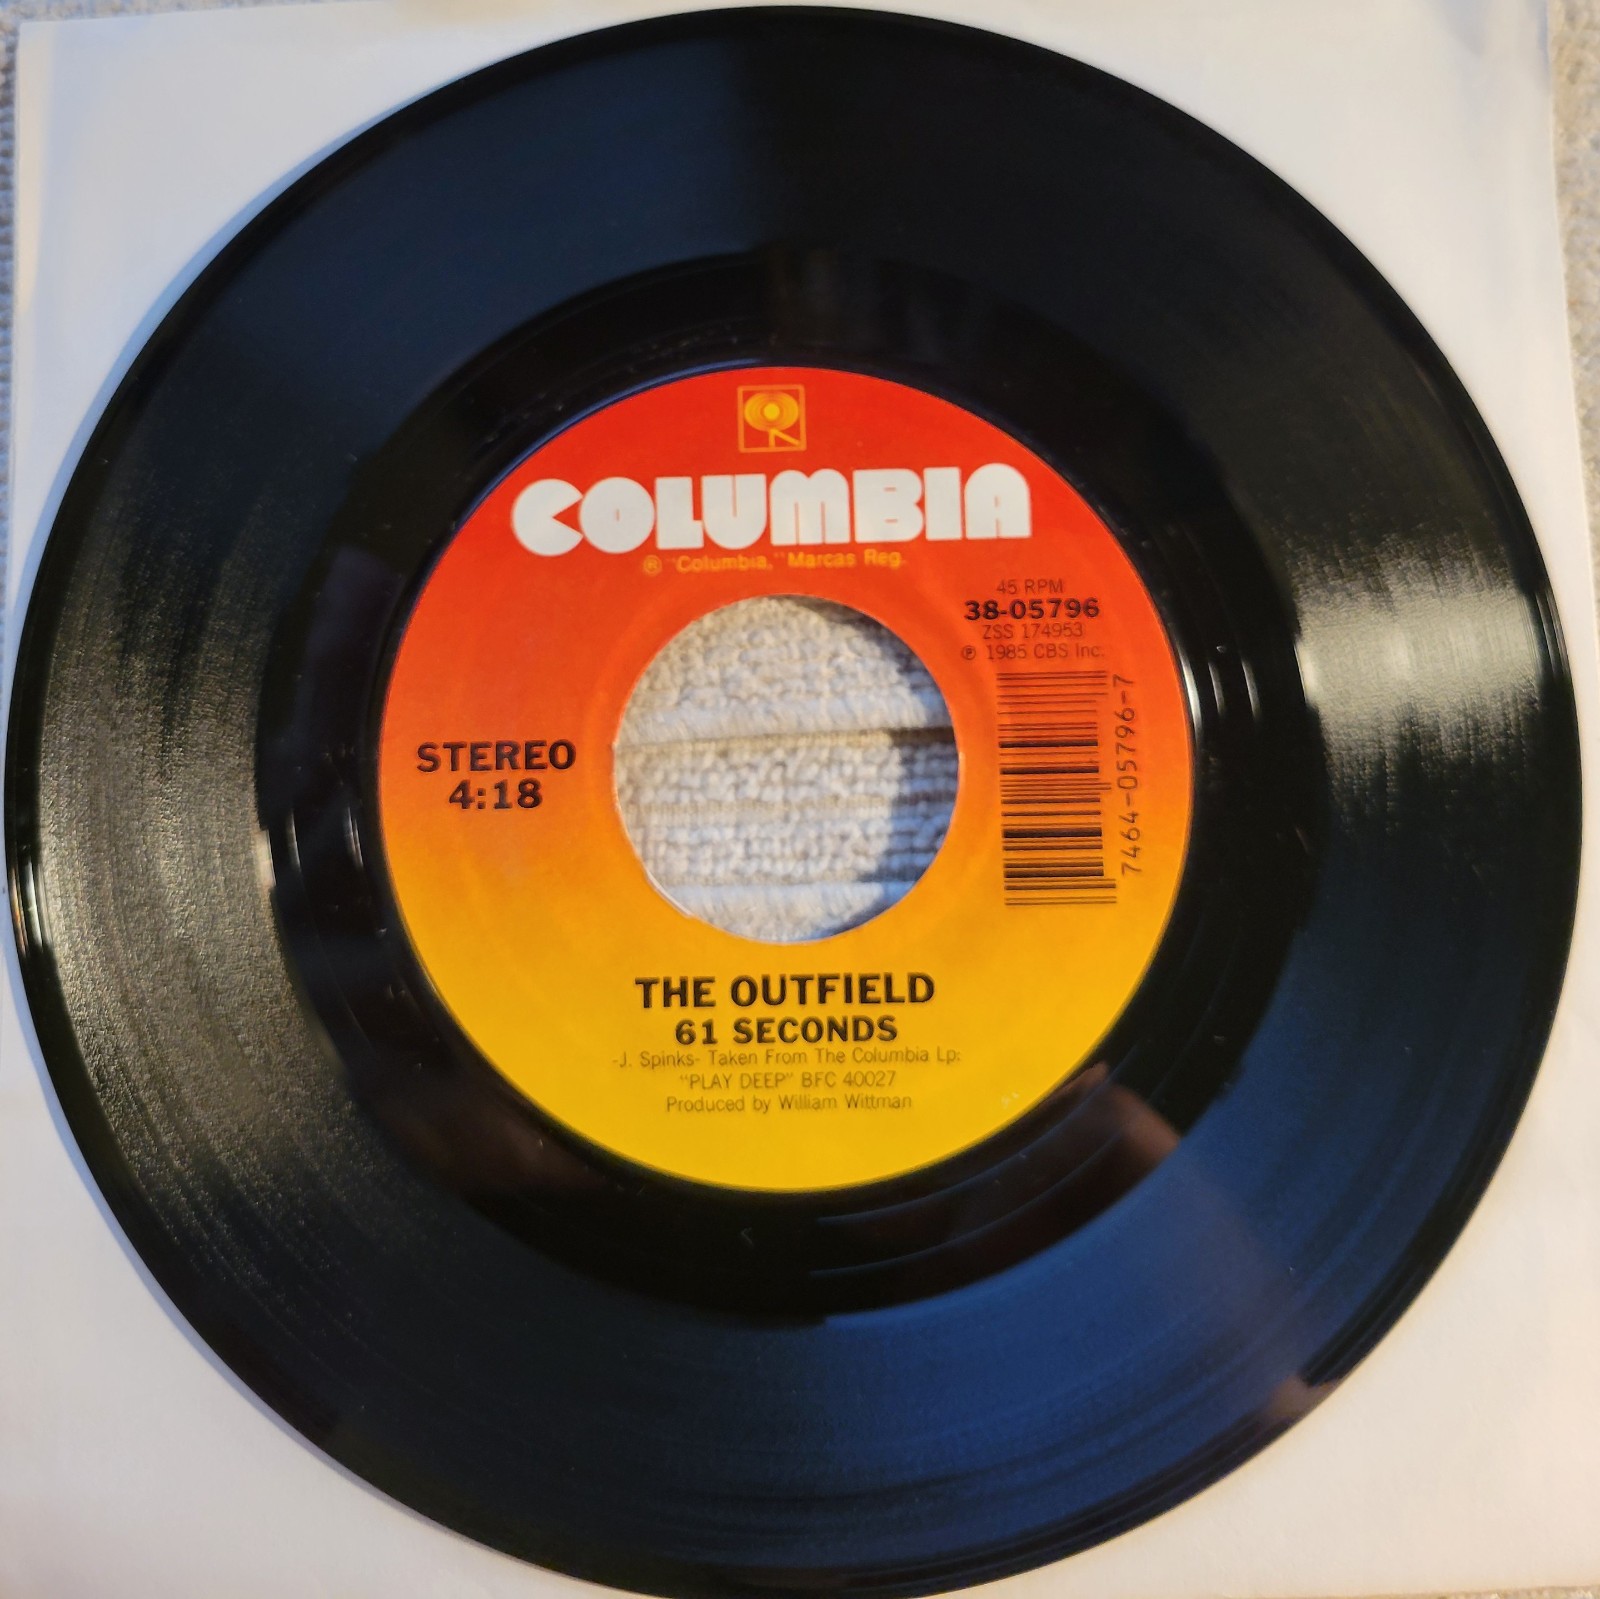 COLUMBIA
® "Columbia," Marcas Reg.
45 RPM
38-05796
ZSS 174953
℗ 1985 CBS Inc.
7464-05796-7
STEREO
4:18
THE OUTFIELD
61 SECONDS
-J. Spinks- Taken From The Columbia Lp:
"PLAY DEEP" BFC 40027
Produced by William Wittman